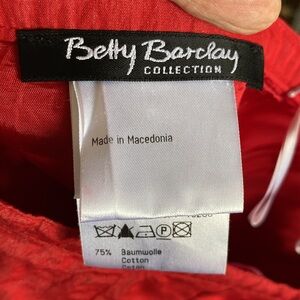 Betty Barclay
COLLECTION
Made in Macedonia
P
75% Baumwolle
Cotton